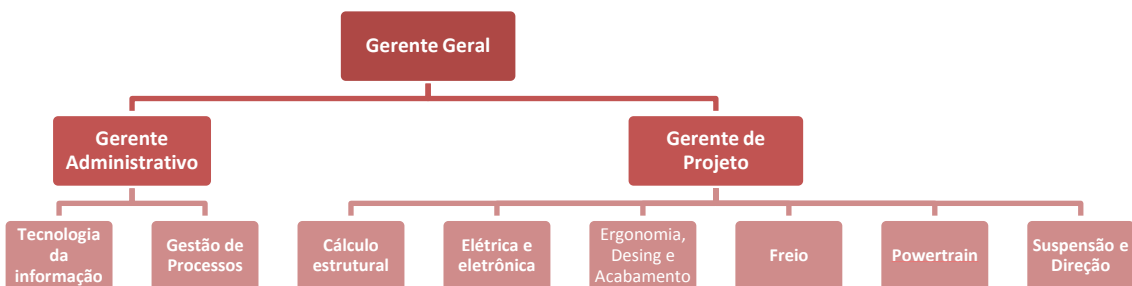 Gerente Geral
Gerente
Administrativo
Gerente de
Projeto
Tecnologia
da
informação
Gestão de
Processos
Cálculo
estrutural
Elétrica e
eletrônica
Ergonomia,
Desing e
Acabamento
Freio
Powertrain
Suspensão e
Direção